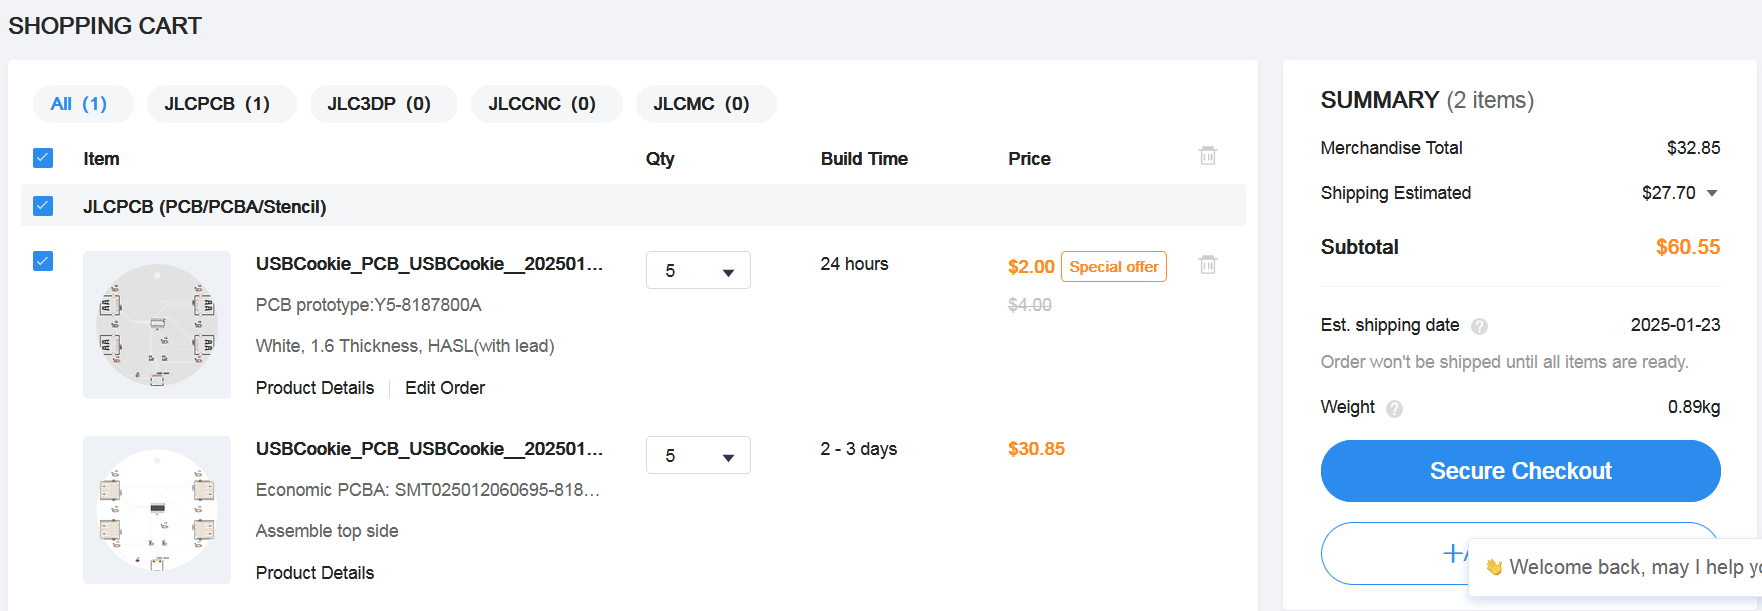 SHOPPING CART
All (1)
JLCPCB (1)
JLC3DP (0)
JLCCNC (0)
JLCMC (0)
Item
Qty
Build Time
Price
JLCPCB (PCB/PCBA/Stencil)
USBCookie_PCB_USBCookie__202501...
PCB prototype:Y5-8187800A
White, 1.6 Thickness, HASL(with lead)
Product Details
Edit Order
5
24 hours
$2.00
Special offer
$4.00
USBCookie_PCB_USBCookie__202501...
Economic PCBA: SMT025012060695-818...
Assemble top side
Product Details
5
2 - 3 days
$30.85
SUMMARY (2 items)
Merchandise Total $32.85
Shipping Estimated $27.70
Subtotal $60.55
Est. shipping date ? 2025-01-23
Order won't be shipped until all items are ready.
Weight ? 0.89kg
Secure Checkout
👋 Welcome back, may I help